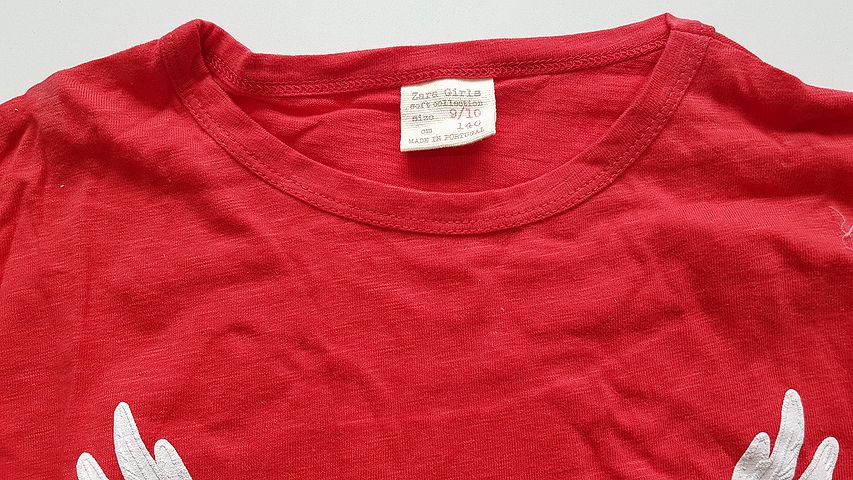 Zara Girls
soft collection
size 9/10
cm 140
MADE IN PORTUGAL